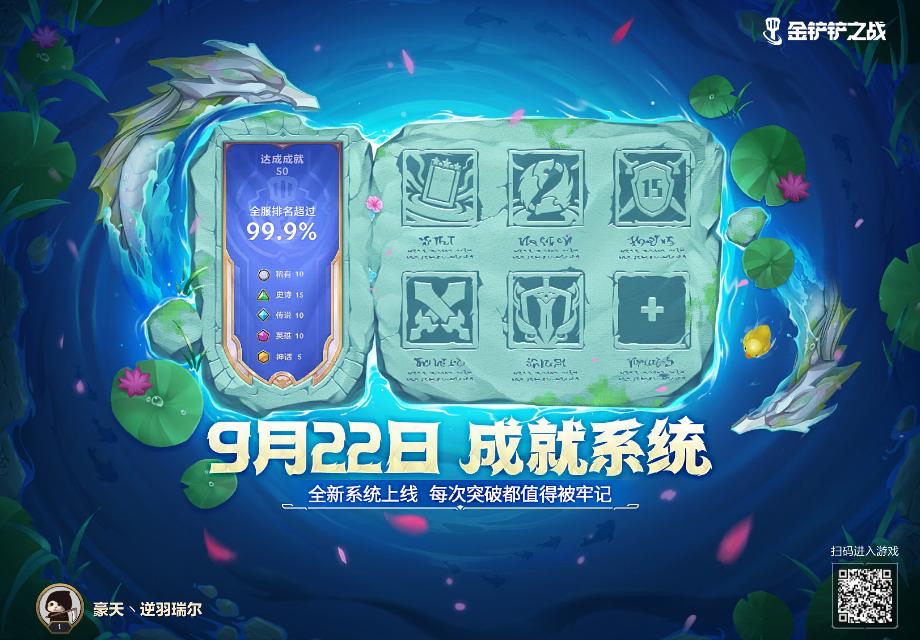 金铲铲之战
达成成就
50
全服排名超过
99.9%
稀有 10
史诗 15
传说 10
英雄 10
神话 5
15
9月22日 成就系统
全新系统上线 每次突破都值得被牢记
扫码进入游戏
豪天丶逆羽瑞尔
1